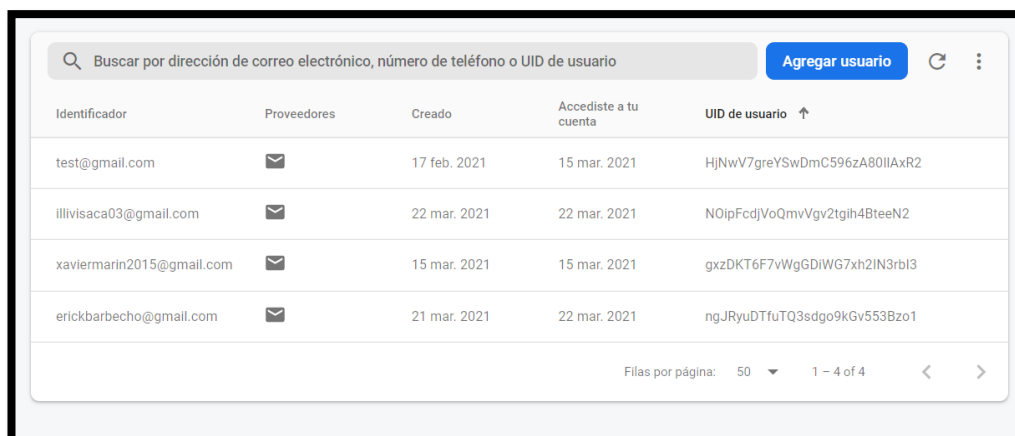 Buscar por dirección de correo electrónico, número de teléfono o UID de usuario Agregar usuario
Identificador Proveedores Creado Accediste a tu cuenta UID de usuario
test@gmail.com 17 feb. 2021 15 mar. 2021 HjNwV7greYSwDmC596zA80IlAxR2
illivisaca03@gmail.com 22 mar. 2021 22 mar. 2021 NOipFcdjVoQmvVgv2tgih4BteeN2
xaviermarin2015@gmail.com 15 mar. 2021 15 mar. 2021 gxzDKT6F7vWgGDiWG7xh2IN3rbI3
erickbarbecho@gmail.com 21 mar. 2021 22 mar. 2021 ngJRyuDTfuTQ3sdgo9kGv553Bzo1
Filas por página: 50 1 – 4 of 4